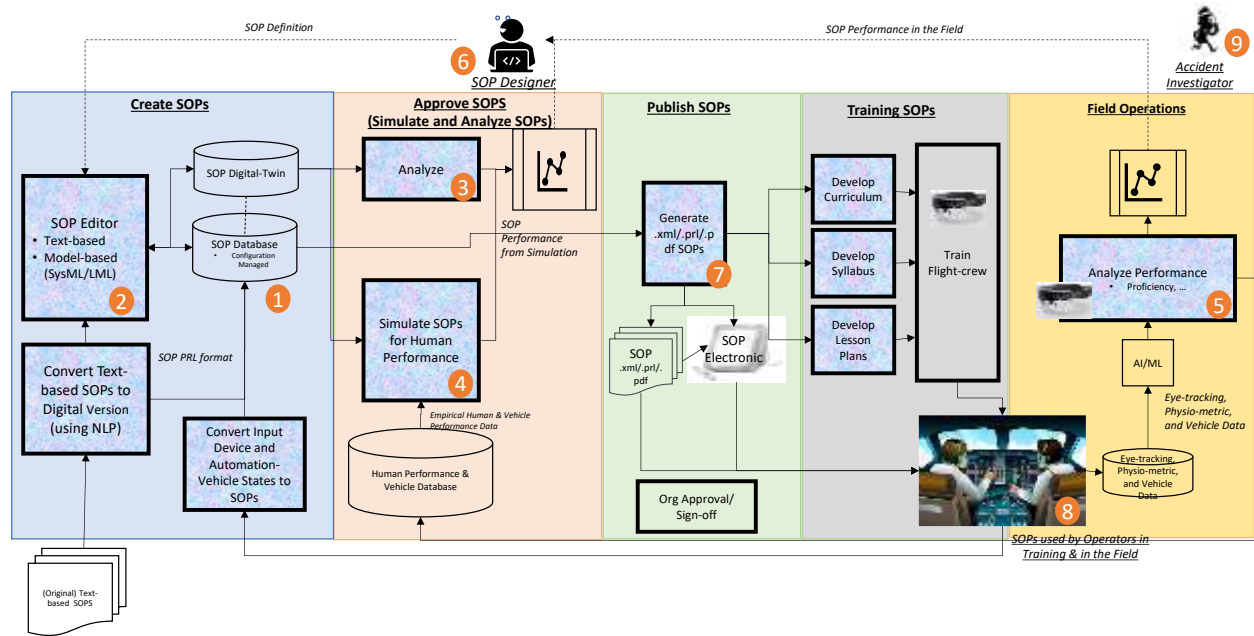 SOP Definition
SOP Performance in the Field
6
9
SOP Designer
Accident
Investigator
Create SOPs
Approve SOPS
(Simulate and Analyze SOPs)
Publish SOPs
Training SOPs
Field Operations
SOP Digital-Twin
Analyze
3
Develop
Curriculum
SOP Editor
• Text-based
• Model-based
(SysML/LML)
2
SOP Database
• Configuration
Managed
1
SOP
Performance
from Simulation
Generate
.xml/.prl/.p
df SOPs
7
Develop
Syllabus
Train
Flight-crew
Analyze Performance
• Proficiency, ...
5
SOP PRL format
Simulate SOPs
for Human
Performance
4
SOP
.xml/.prl/.
pdf
SOP
Electronic
Develop
Lesson
Plans
AI/ML
Eye-tracking,
Physio-metric,
and Vehicle Data
Convert Text-
based SOPs to
Digital Version
(using NLP)
Convert Input
Device and
Automation-
Vehicle States to
SOPs
Empirical Human & Vehicle
Performance Data
Human Performance &
Vehicle Database
Org Approval/
Sign-off
8
Eye-tracking,
Physio-metric,
and Vehicle
Data
SOPs used by Operators in
Training & in the Field
(Original) Text-
based SOPS